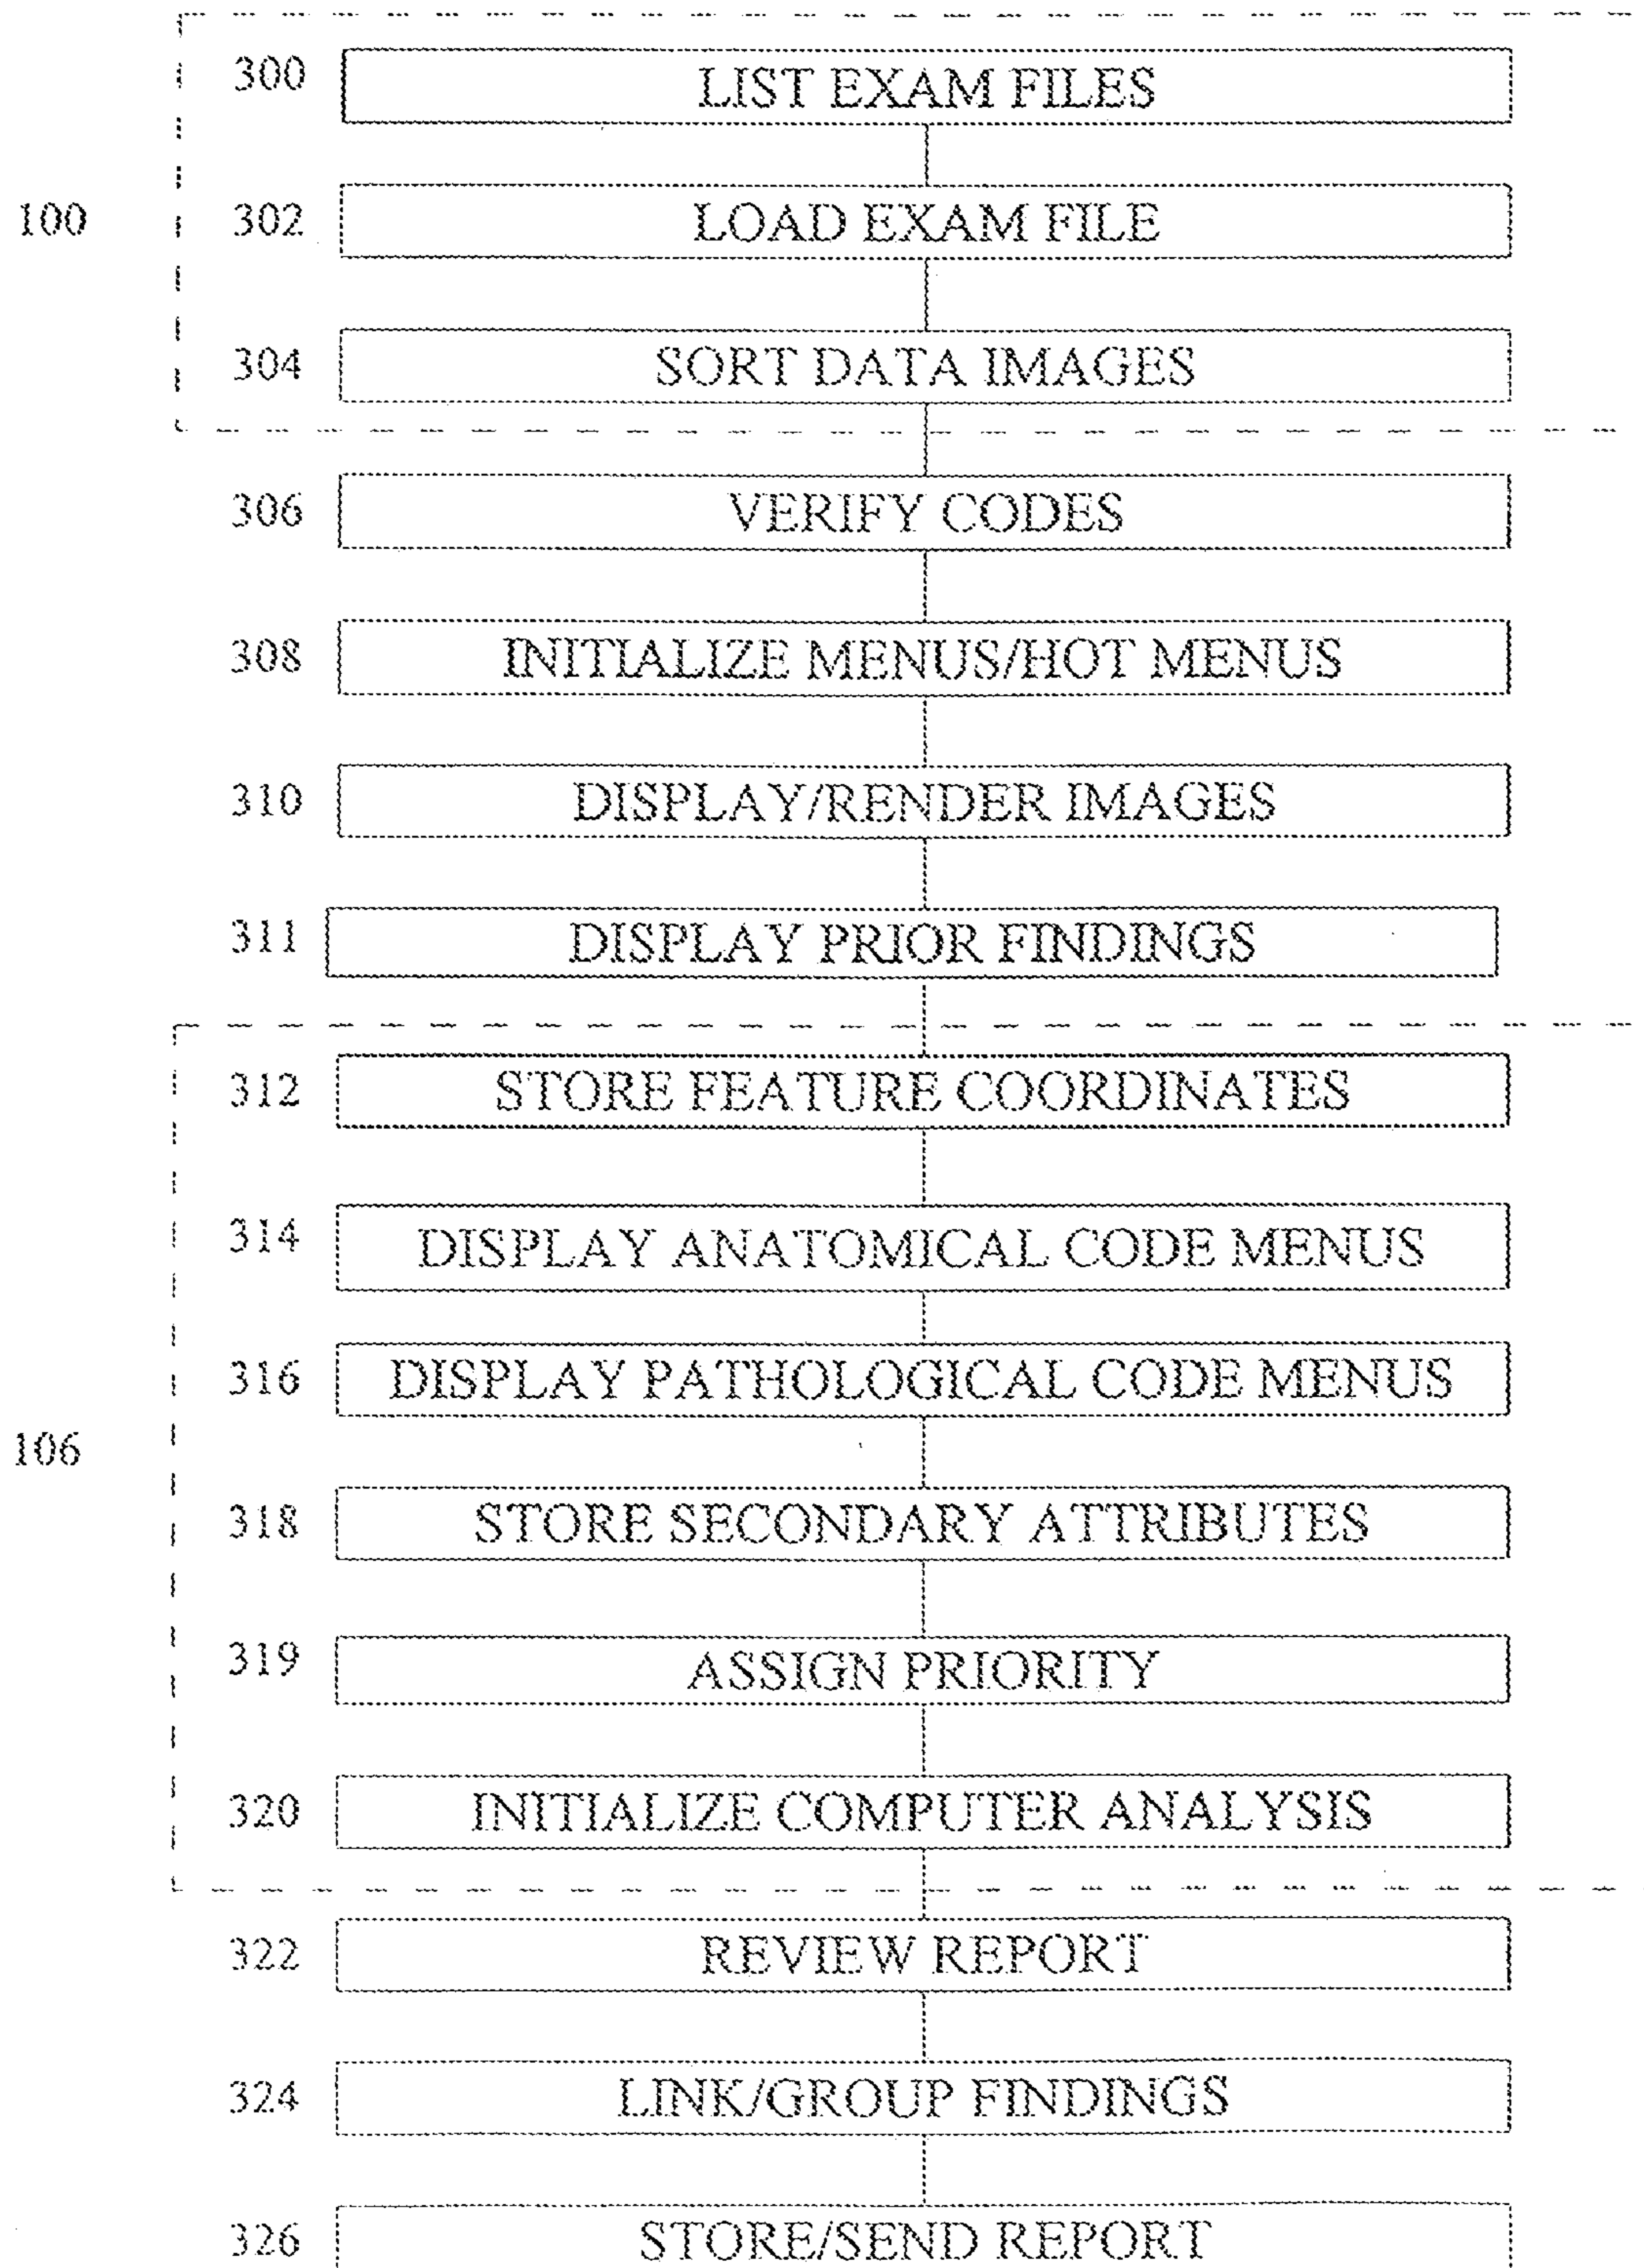 300 LIST EXAM FILES
100 302 LOAD EXAM FILE
304 SORT DATA IMAGES
306 VERIFY CODES
308 INITIALIZE MENUS/HOT MENUS
310 DISPLAY/RENDER IMAGES
311 DISPLAY PRIOR FINDINGS
312 STORE FEATURE COORDINATES
314 DISPLAY ANATOMICAL CODE MENUS
316 DISPLAY PATHOLOGICAL CODE MENUS
106
318 STORE SECONDARY ATTRIBUTES
319 ASSIGN PRIORITY
320 INITIALIZE COMPUTER ANALYSIS
322 REVIEW REPORT
324 LINK/GROUP FINDINGS
326 STORE/SEND REPORT